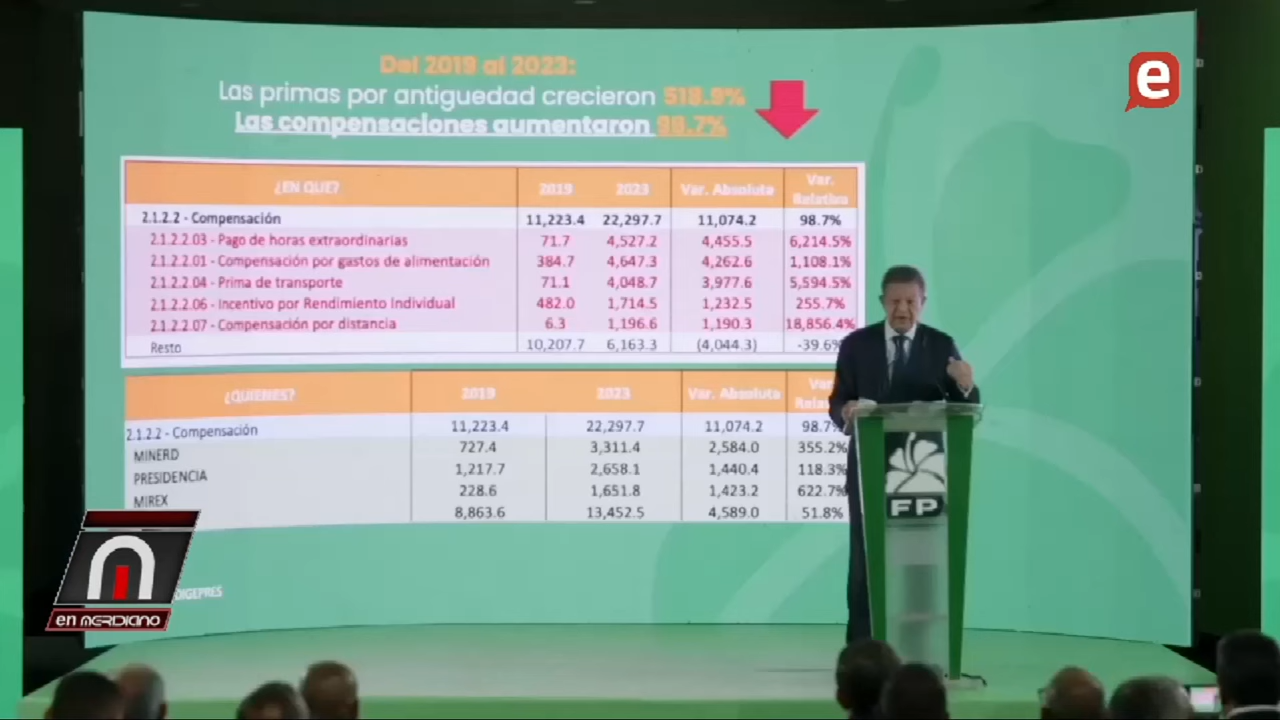 Del 2019 al 2023:
Las primas por antiguedad crecieron 518.9%
Las compensaciones aumentaron 98.7%
e
¿EN QUE? 2019 2023 Var. Absoluta Var. Relativa
2.1.2.2 - Compensación 11,223.4 22,297.7 11,074.2 98.7%
2.1.2.2.03 - Pago de horas extraordinarias 71.7 4,527.2 4,455.5 6,214.5%
2.1.2.2.01 - Compensación por gastos de alimentación 384.7 4,647.3 4,262.6 1,108.1%
2.1.2.2.04 - Prima de transporte 71.1 4,048.7 3,977.6 5,594.5%
2.1.2.2.06 - Incentivo por Rendimiento Individual 482.0 1,714.5 1,232.5 255.7%
2.1.2.2.07 - Compensación por distancia 6.3 1,196.6 1,190.3 18,856.4%
Resto 10,207.7 6,163.3 (4,044.3) -39.6%
¿QUIENES? 2019 2023 Var. Absoluta Var.
2.1.2.2 - Compensación 11,223.4 22,297.7 11,074.2 98.7%
MINERD 727.4 3,311.4 2,584.0 355.2%
PRESIDENCIA 1,217.7 2,658.1 1,440.4 118.3%
MIREX 228.6 1,651.8 1,423.2 622.7%
8,863.6 13,452.5 4,589.0 51.8%
FP
DIGEPRES
en MERDIANO